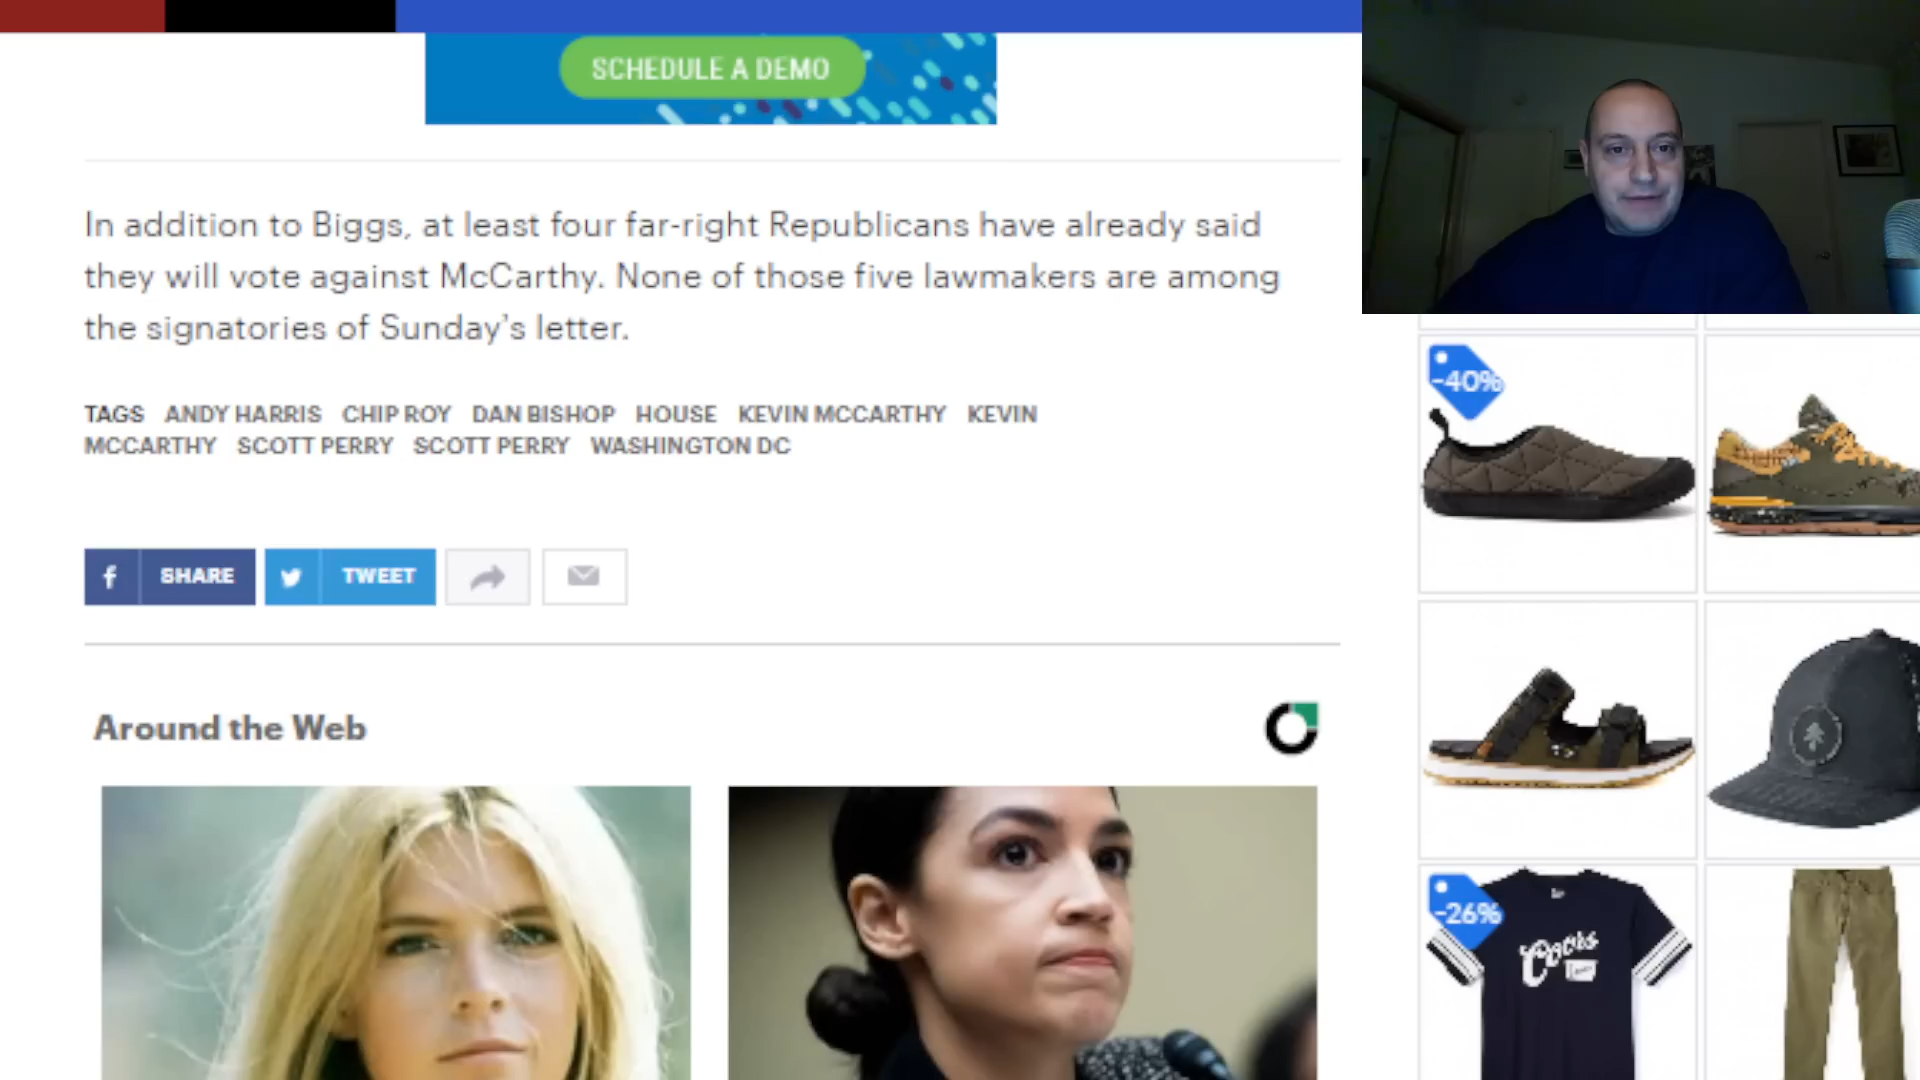 SCHEDULE A DEMO
In addition to Biggs, at least four far-right Republicans have already said
they will vote against McCarthy. None of those five lawmakers are among
the signatories of Sunday's letter.
TAGS ANDY HARRIS CHIP ROY DAN BISHOP HOUSE KEVIN MCCARTHY KEVIN
MCCARTHY SCOTT PERRY SCOTT PERRY WASHINGTON DC
f SHARE TWEET
Around the Web
-40%
-26%